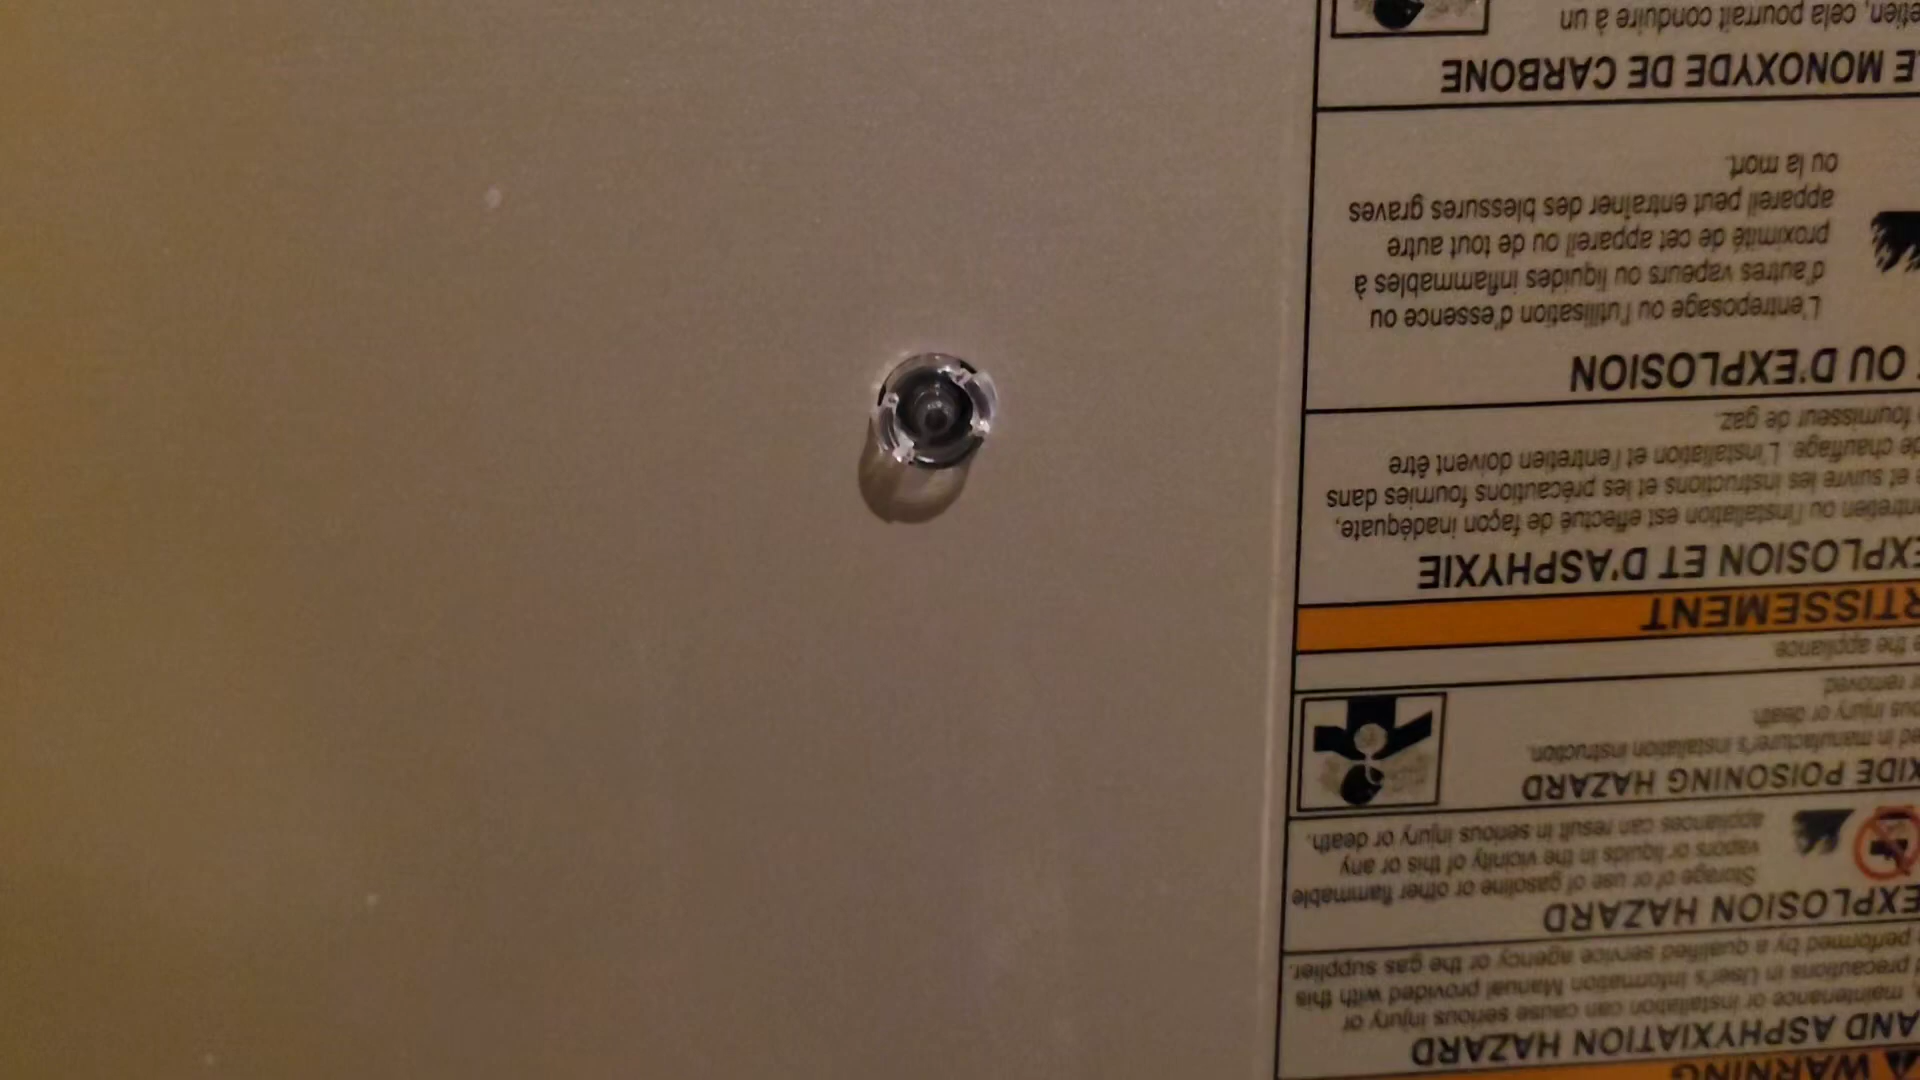 ⚠ WARNING
AND ASPHYXIATION HAZARD
maintenance or installation can cause serious injury or
precautions in User's Information Manual provided with this
performed by a qualified service agency or the gas supplier.
EXPLOSION HAZARD
Storage of or use of gasoline or other flammable
vapors or liquids in the vicinity of this or any
appliances can result in serious injury or death.
POISONING HAZARD
in manufacturer's installation instruction.
injury or death.
or removed.
the appliance.
ET D'ASPHYXIE
ou l'installation est effectué de façon inadéquate,
et suivre les instructions et les précautions fournies dans
de chauffage. L'installation et l'entretien doivent être
fournisseur de gaz.
OU D'EXPLOSION
L'entreposage ou l'utilisation d'essence ou
d'autres vapeurs ou liquides inflammables à
proximité de cet appareil ou de tout autre
appareil peut entraîner des blessures graves
ou la mort.
MONOXYDE DE CARBONE
cela pourrait conduire à un